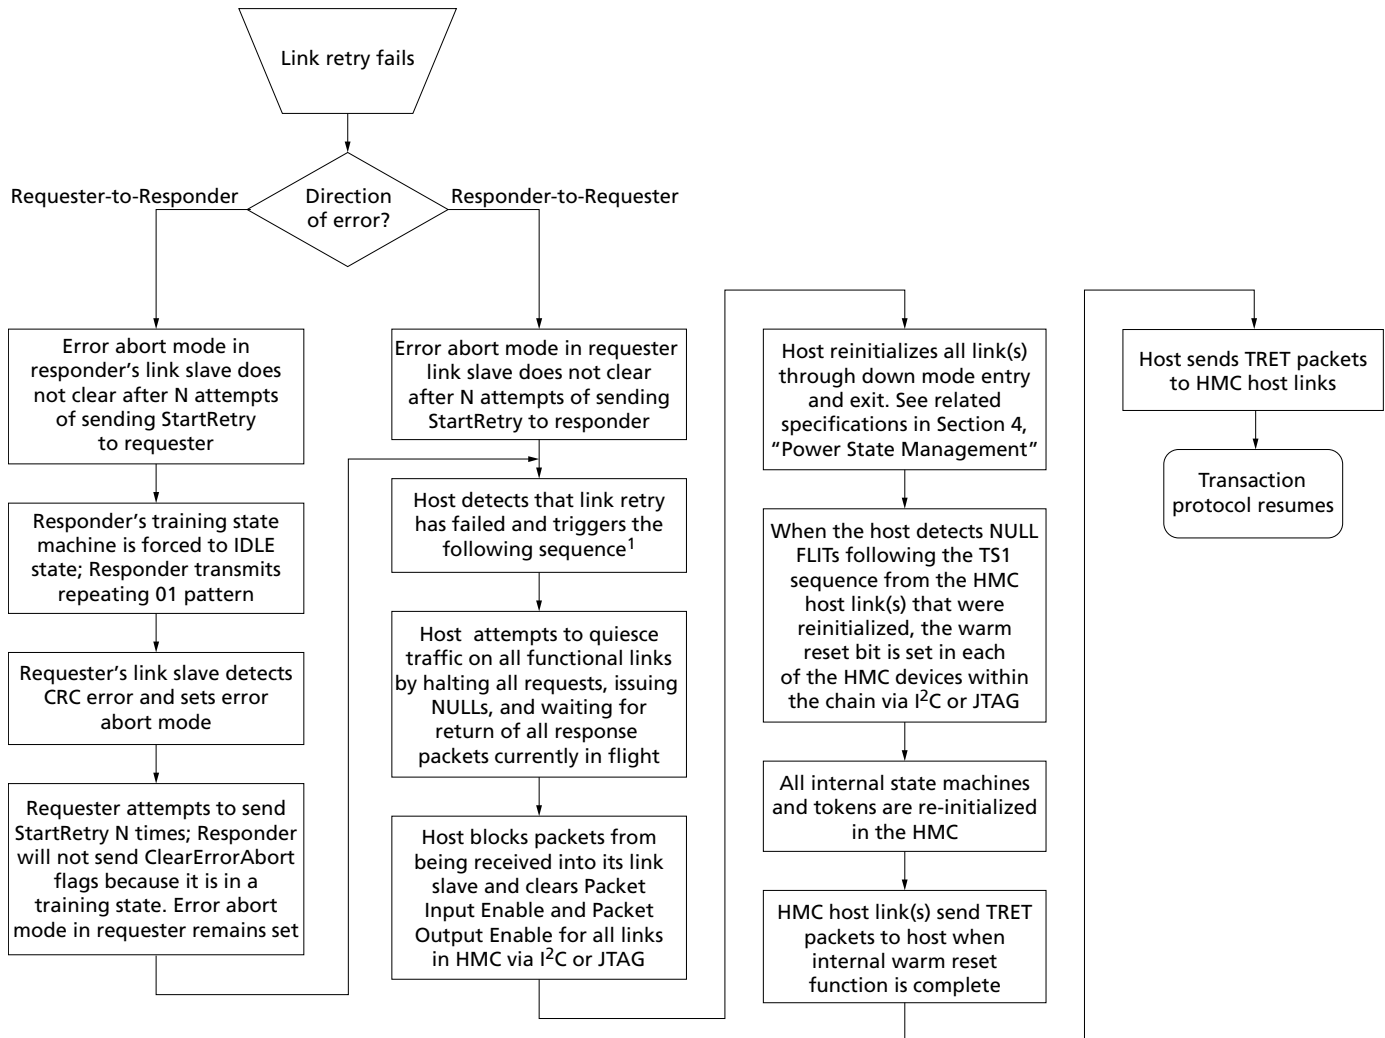 Link retry fails
Requester-to-Responder
Direction
of error?
Responder-to-Requester
Error abort mode in
responder's link slave does
not clear after N attempts
of sending StartRetry
to requester
Responder's training state
machine is forced to IDLE
state; Responder transmits
repeating 01 pattern
Requester's link slave detects
CRC error and sets error
abort mode
Requester attempts to send
StartRetry N times; Responder
will not send ClearErrorAbort
flags because it is in a
training state. Error abort
mode in requester remains set
Error abort mode in requester
link slave does not clear
after N attempts of sending
StartRetry to responder
Host detects that link retry
has failed and triggers the
following sequence¹
Host attempts to quiesce
traffic on all functional links
by halting all requests, issuing
NULLs, and waiting for
return of all response
packets currently in flight
Host blocks packets from
being received into its link
slave and clears Packet
Input Enable and Packet
Output Enable for all links
in HMC via I²C or JTAG
Host reinitializes all link(s)
through down mode entry
and exit. See related
specifications in Section 4,
“Power State Management”
When the host detects NULL
FLITs following the TS1
sequence from the HMC
host link(s) that were
reinitialized, the warm
reset bit is set in each
of the HMC devices within
the chain via I²C or JTAG
All internal state machines
and tokens are re-initialized
in the HMC
HMC host link(s) send TRET
packets to host when
internal warm reset
function is complete
Host sends TRET packets
to HMC host links
Transaction
protocol resumes